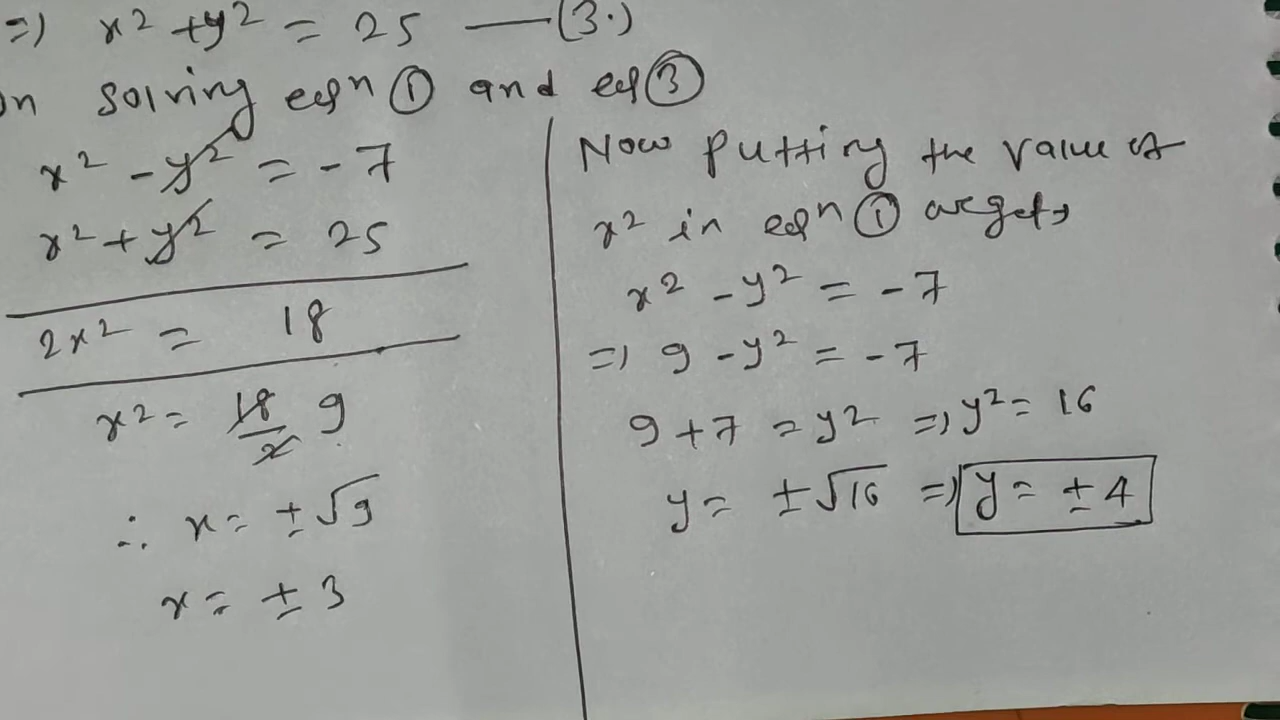 =) x² + y² = 25 —(3.)
on solving eqn ① and eq ③
x² - y² = - 7
x² + y² = 25
2x² = 18
x² = 18/2 9
∴ x = ± √9
x = ± 3
Now putting the value of
x² in eqn ① we get,
x² - y² = - 7
=) 9 - y² = - 7
9 + 7 = y² =) y² = 16
y = ± √16 =) y = ± 4